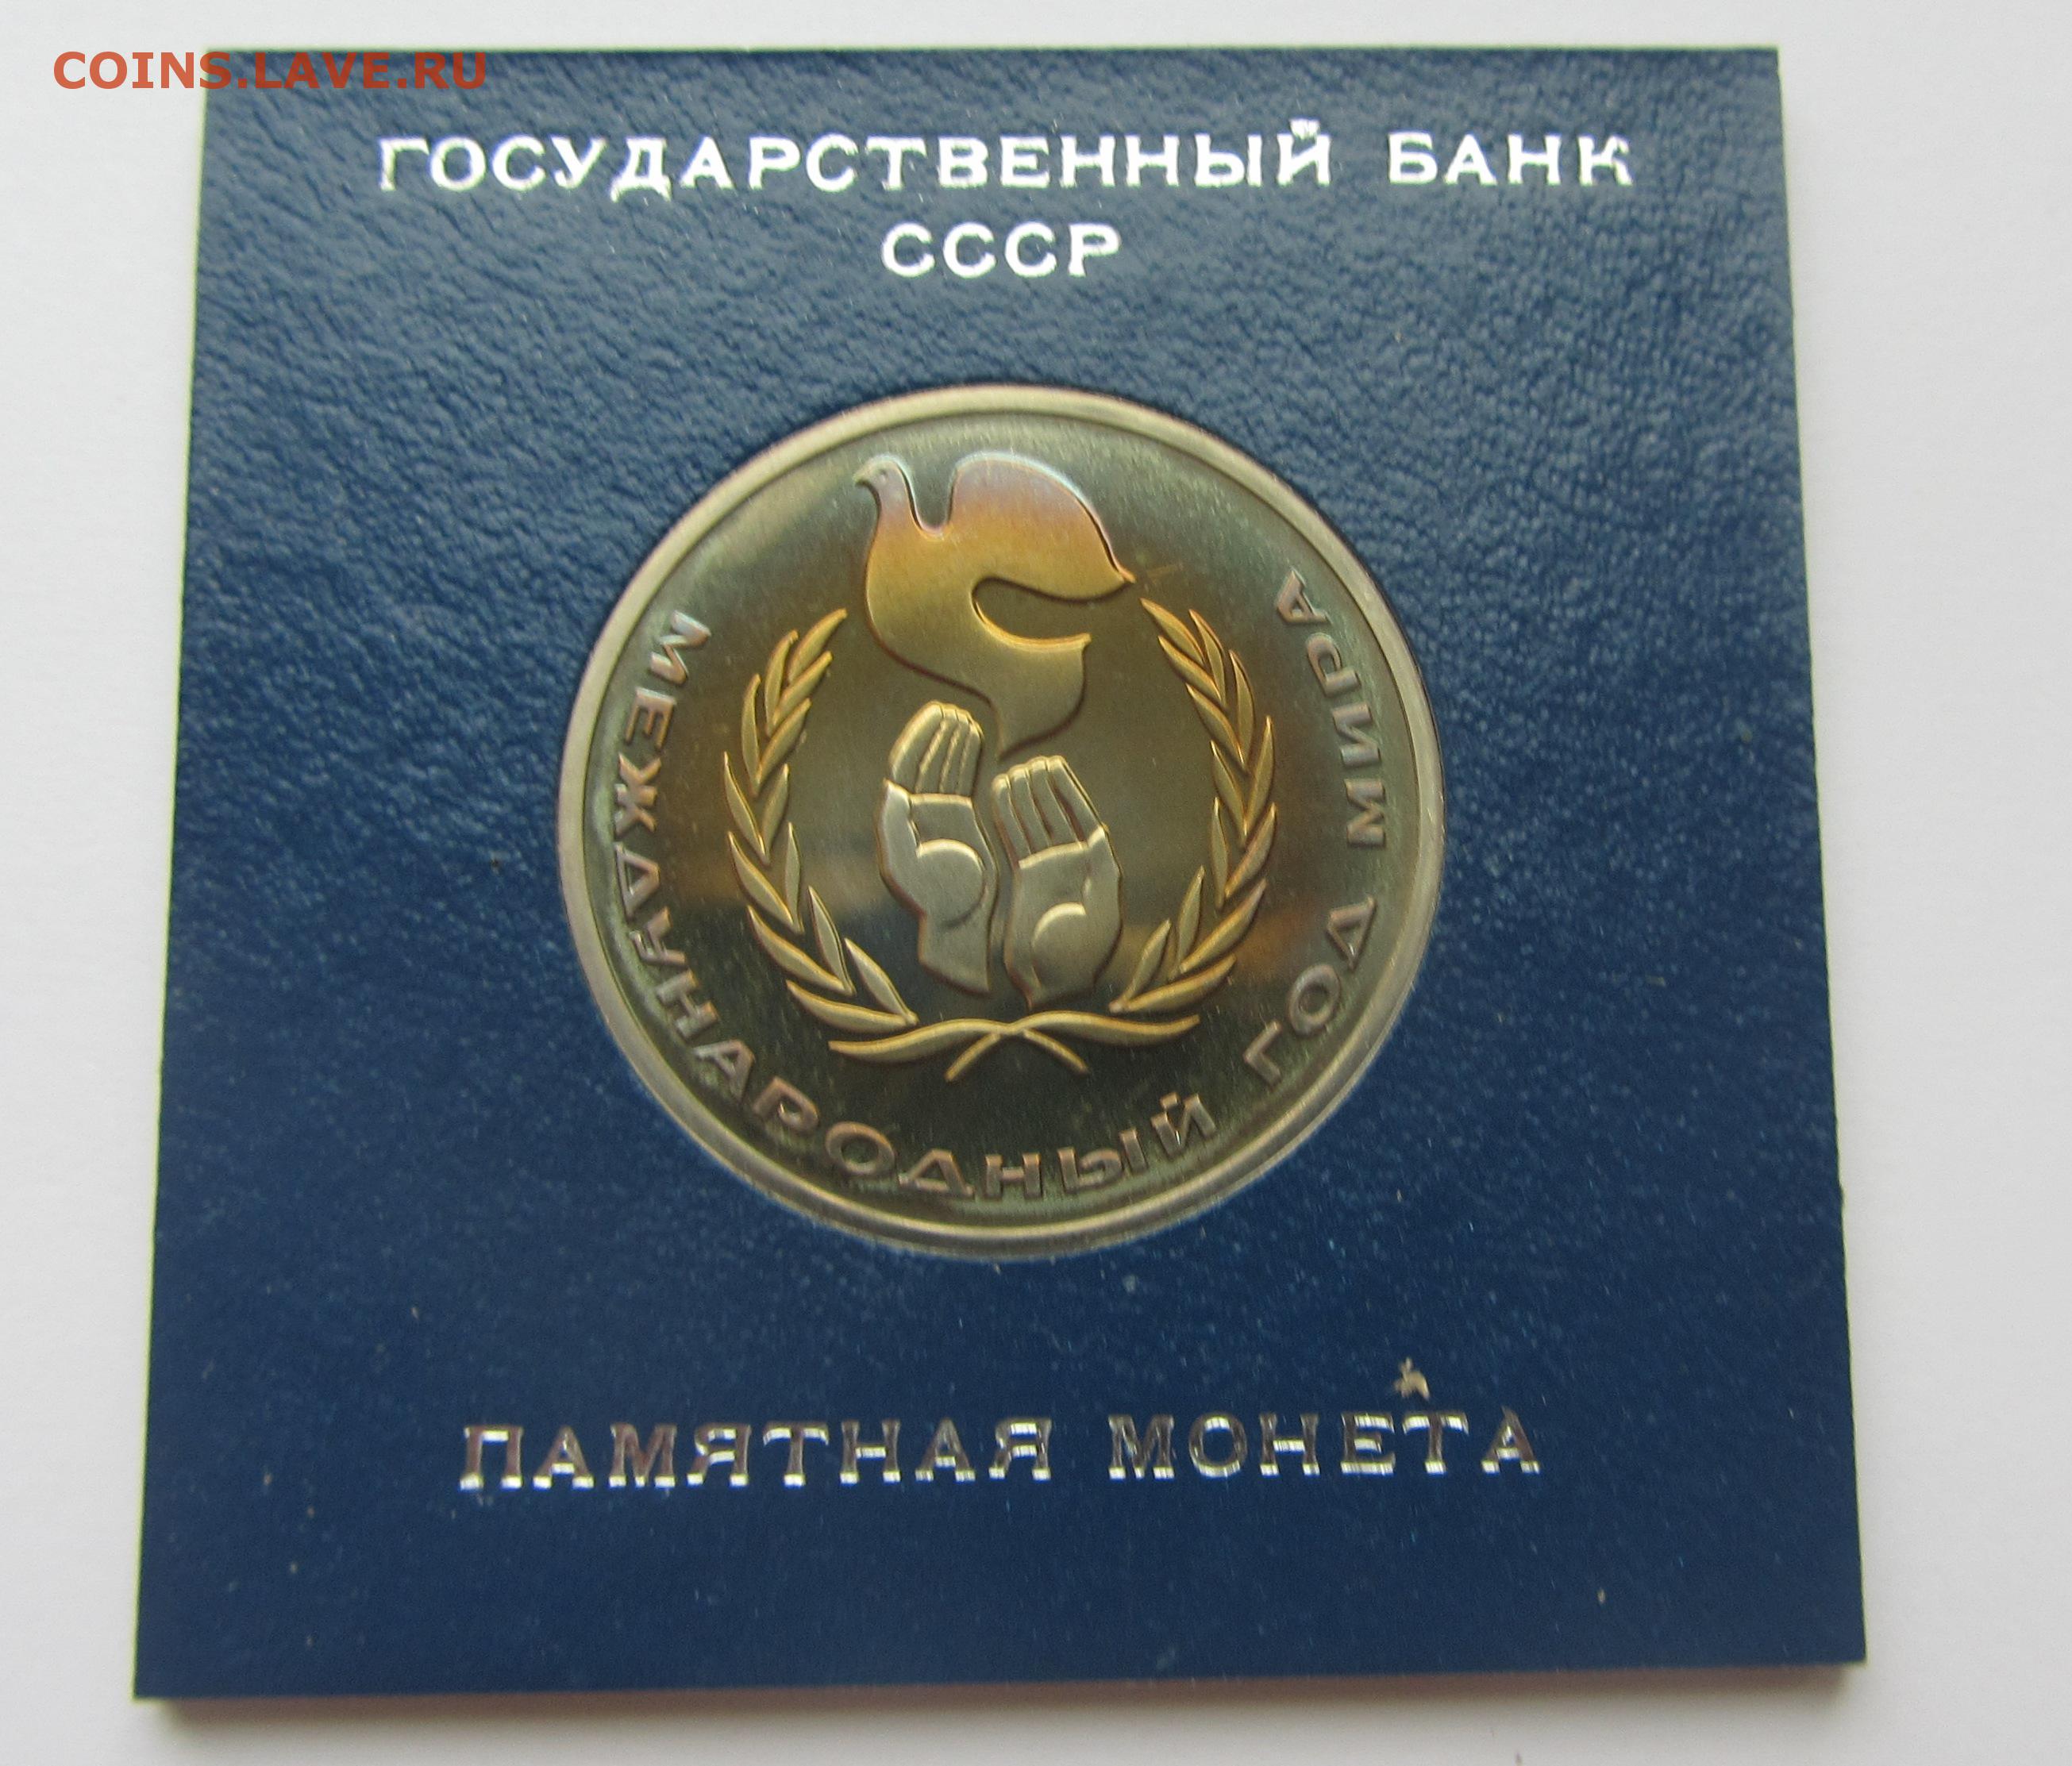 COINS.LAVE.RU
ГОСУДАРСТВЕННЫЙ БАНК
СССР
МЕЖДУНАРОДНЫЙ ГОД МИРА
ПАМЯТНАЯ МОНЕТА